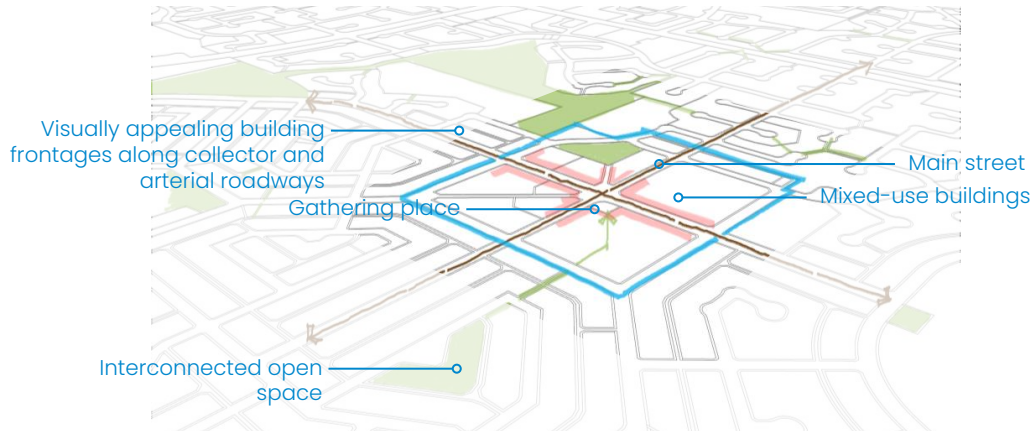 Visually appealing building
frontages along collector and
arterial roadways
Main street
Mixed-use buildings
Gathering place
Interconnected open
space